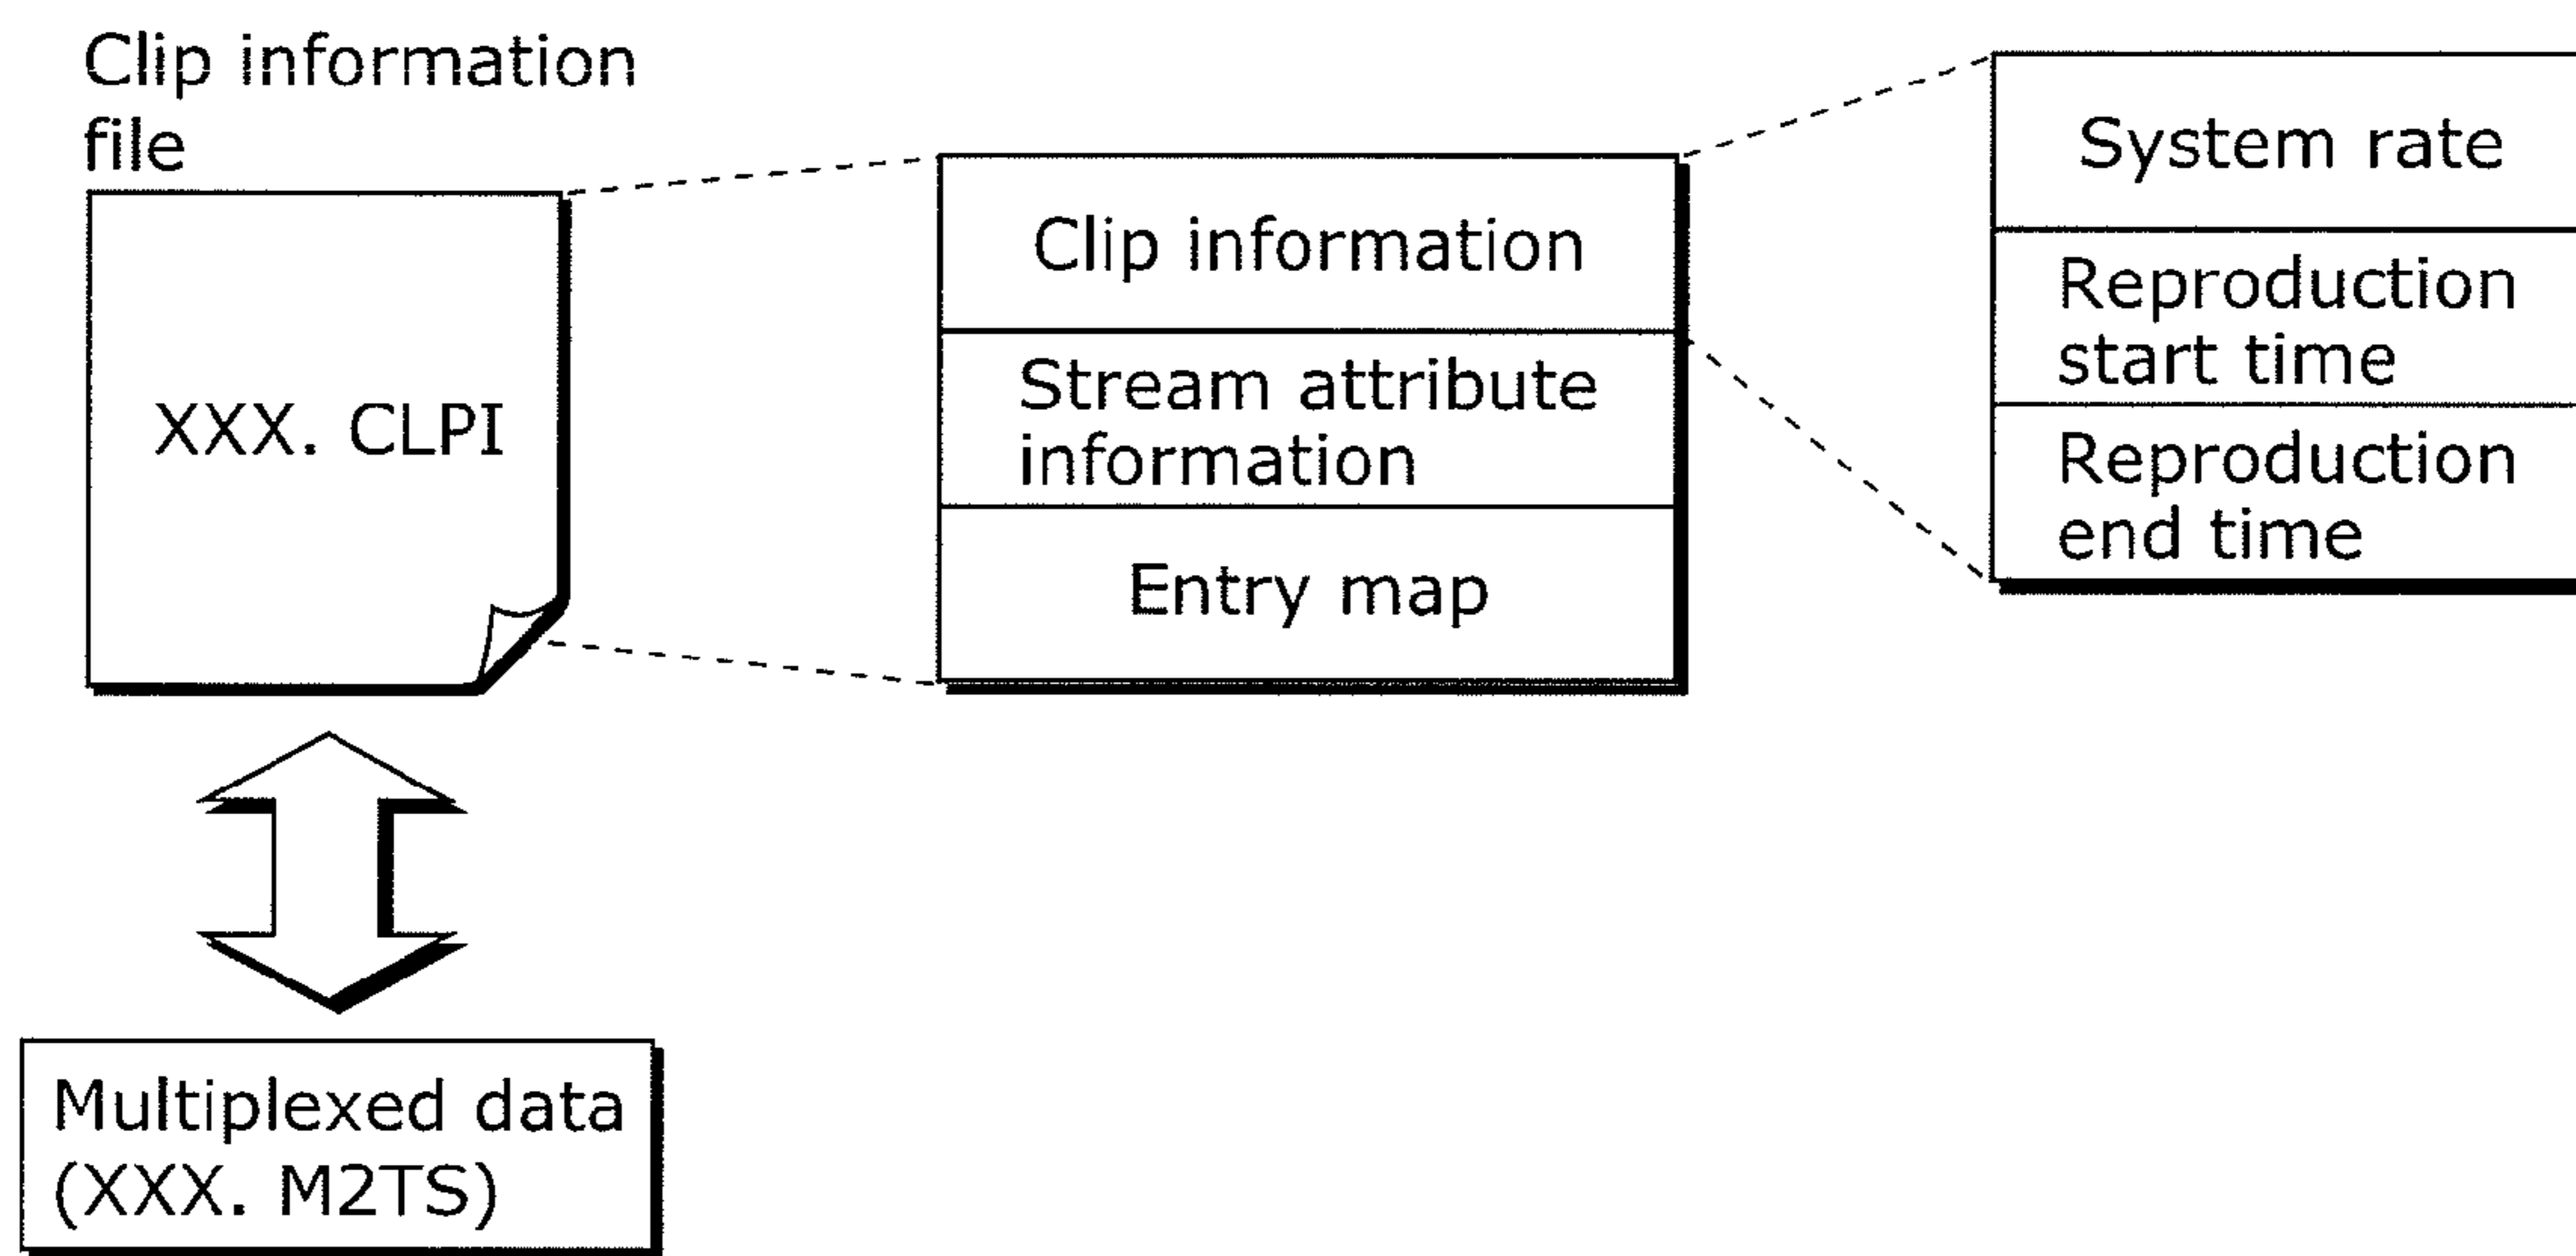 Clip information
file
XXX. CLPI
Clip information
Stream attribute
information
Entry map
System rate
Reproduction
start time
Reproduction
end time
Multiplexed data
(XXX. M2TS)